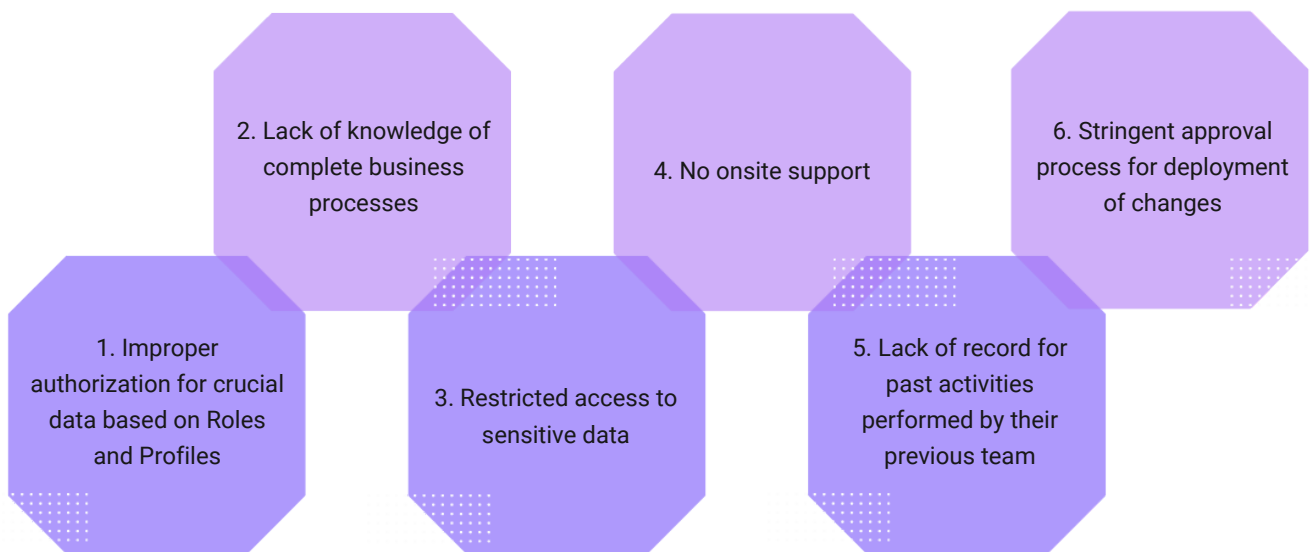 1. Improper
authorization for crucial
data based on Roles
and Profiles
2. Lack of knowledge of
complete business
processes
3. Restricted access to
sensitive data
4. No onsite support
5. Lack of record for
past activities
performed by their
previous team
6. Stringent approval
process for deployment
of changes